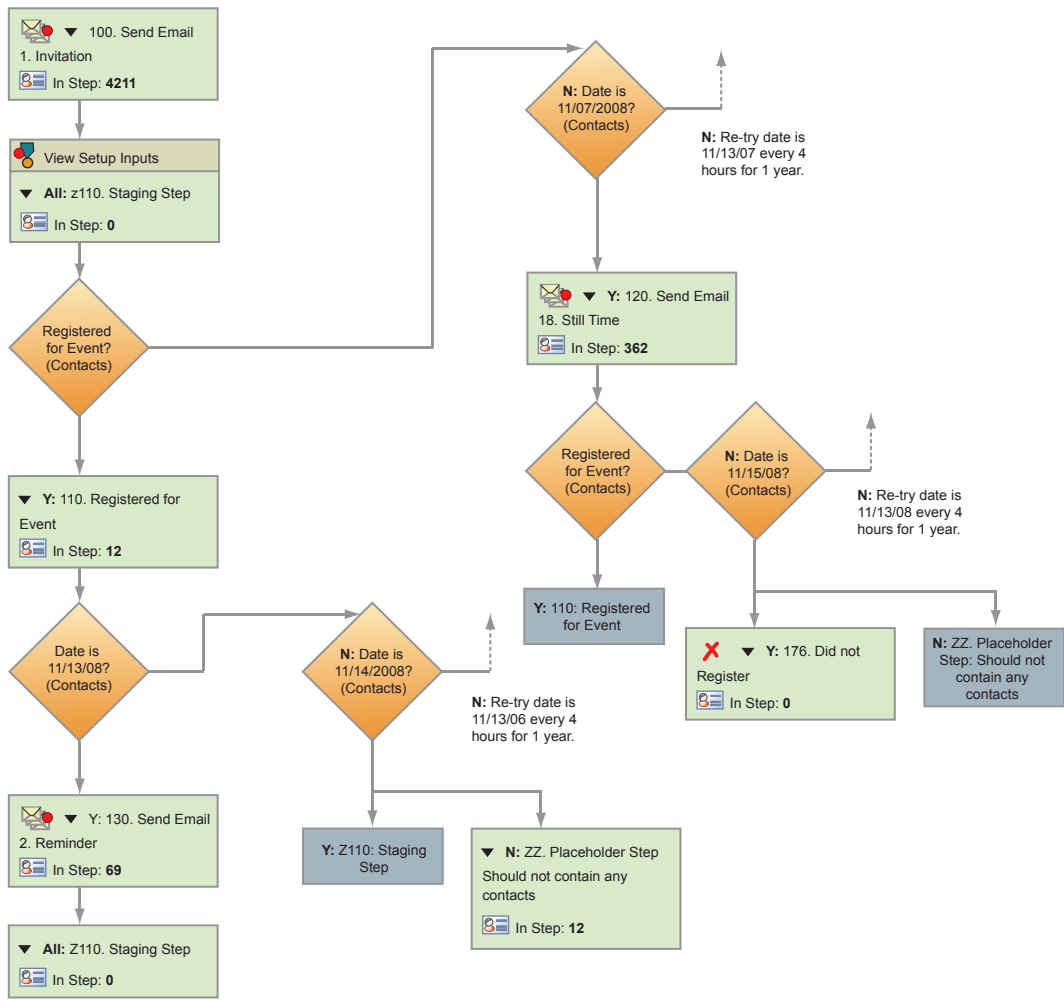 100. Send Email
1. Invitation
In Step: 4211
View Setup Inputs
All: z110. Staging Step
In Step: 0
Registered
for Event?
(Contacts)
Y: 110. Registered for
Event
In Step: 12
Date is
11/13/08?
(Contacts)
Y: 130. Send Email
2. Reminder
In Step: 69
All: Z110. Staging Step
In Step: 0
N: Date is
11/14/2008?
(Contacts)
N: Re-try date is
11/13/06 every 4
hours for 1 year.
Y: Z110: Staging
Step
N: ZZ. Placeholder Step
Should not contain any
contacts
In Step: 12
N: Date is
11/07/2008?
(Contacts)
N: Re-try date is
11/13/07 every 4
hours for 1 year.
Y: 120. Send Email
18. Still Time
In Step: 362
Registered
for Event?
(Contacts)
Y: 110: Registered
for Event
N: Date is
11/15/08?
(Contacts)
N: Re-try date is
11/13/08 every 4
hours for 1 year.
Y: 176. Did not
Register
In Step: 0
N: ZZ. Placeholder
Step: Should not
contain any
contacts